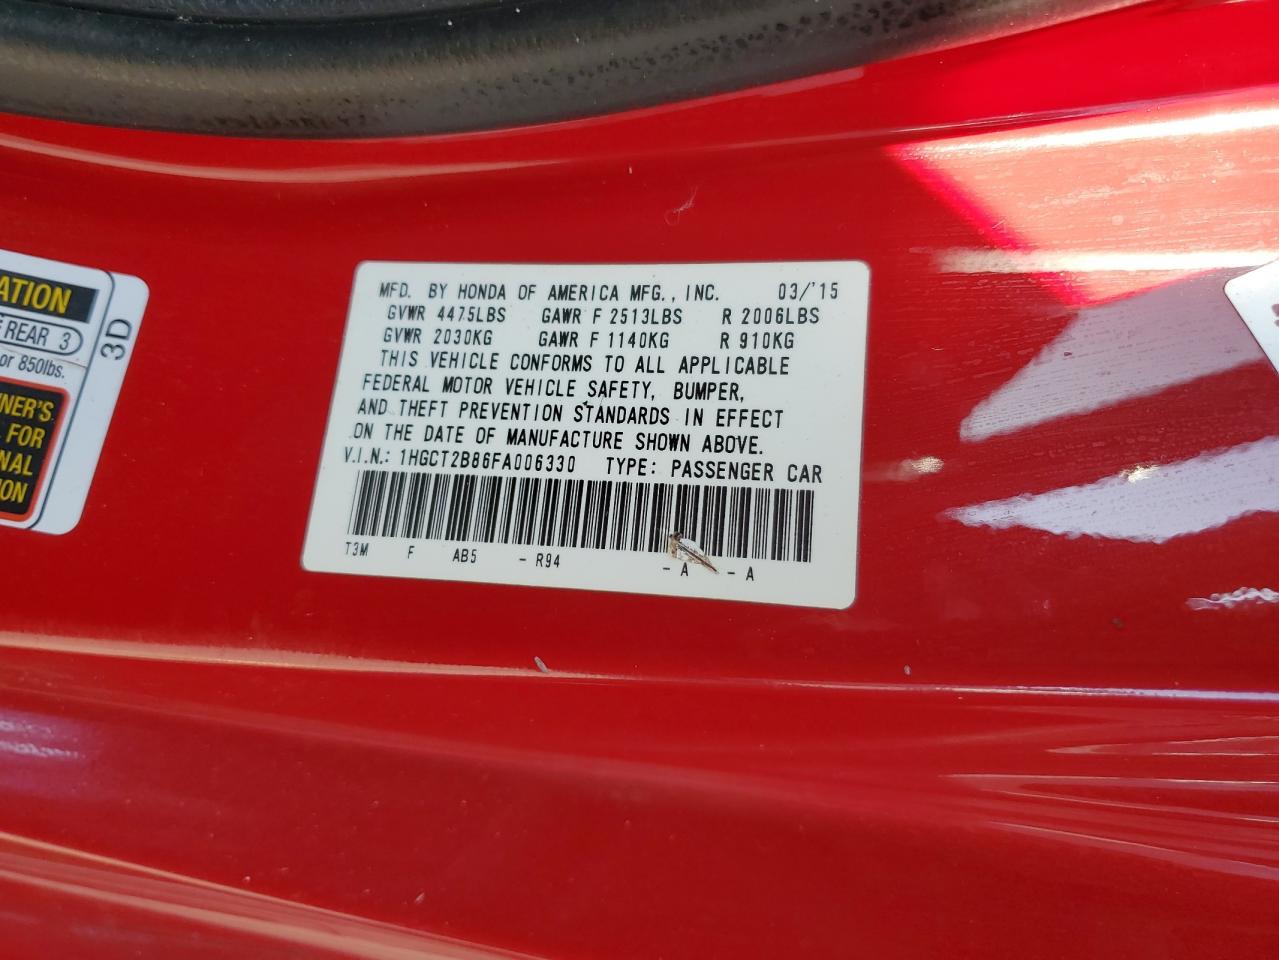 ATION
REAR 3
or 850lbs.
3D
NER'S
FOR
NAL
ON
MFD. BY HONDA OF AMERICA MFG., INC. 03/'15
GVWR 4475LBS GAWR F 2513LBS R 2006LBS
GVWR 2030KG GAWR F 1140KG R 910KG
THIS VEHICLE CONFORMS TO ALL APPLICABLE
FEDERAL MOTOR VEHICLE SAFETY, BUMPER,
AND THEFT PREVENTION STANDARDS IN EFFECT
ON THE DATE OF MANUFACTURE SHOWN ABOVE.
V.I.N.: 1HGCT2B86FA006330 TYPE: PASSENGER CAR
T3M F AB5 - R94 - A - A